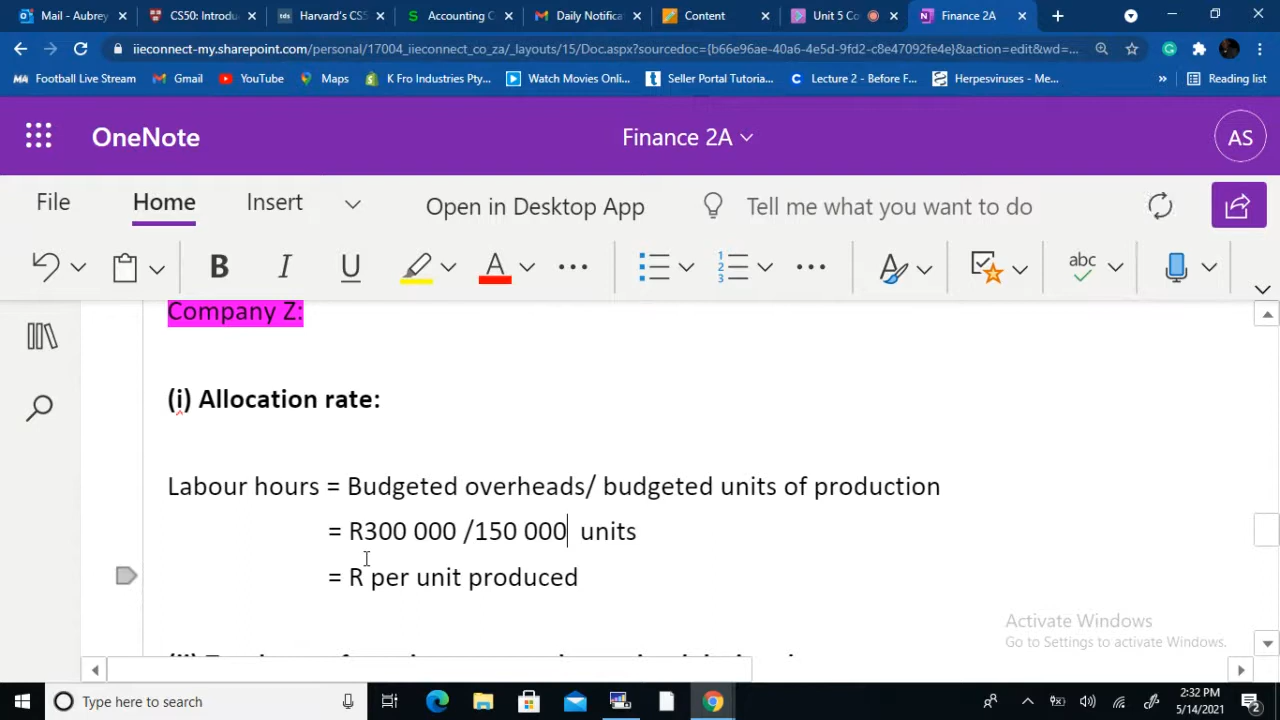 Mail - Aubrey
CS50: Introdu
Harvard's CS5
Accounting C
Daily Notifica
Content
Unit 5 Co
Finance 2A
iieconnect-my.sharepoint.com/personal/17004_iieconnect_co_za/_layouts/15/Doc.aspx?sourcedoc={b66e96ae-40a6-4e5d-9fd2-c8e47092fe4e}&action=edit&wd=...
Football Live Stream
Gmail
YouTube
Maps
K Fro Industries Pty...
Watch Movies Onli...
Seller Portal Tutoria...
Lecture 2 - Before F...
Herpesviruses - Me...
»
Reading list
OneNote
Finance 2A
AS
File
Home
Insert
Open in Desktop App
Tell me what you want to do
B I U A
abc
Company Z:
(i) Allocation rate:
Labour hours = Budgeted overheads/ budgeted units of production
= R300 000 /150 000 units
= R per unit produced
Activate Windows
Go to Settings to activate Windows.
Type here to search
2:32 PM
5/14/2021
2